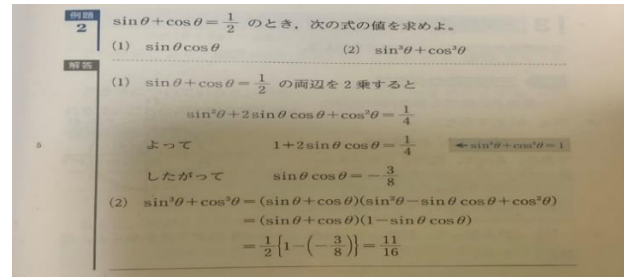 例題 2 sinθ+cosθ=1/2 のとき，次の式の値を求めよ。
(1) sinθcosθ (2) sin³θ+cos³θ
解答
(1) sinθ+cosθ=1/2 の両辺を2乗すると
sin²θ+2sinθcosθ+cos²θ=1/4
5 よって 1+2sinθcosθ=1/4 ←sin²θ+cos²θ=1
したがって sinθcosθ=−3/8
(2) sin³θ+cos³θ=(sinθ+cosθ)(sin²θ−sinθcosθ+cos²θ)
=(sinθ+cosθ)(1−sinθcosθ)
=1/2{1−(−3/8)}=11/16